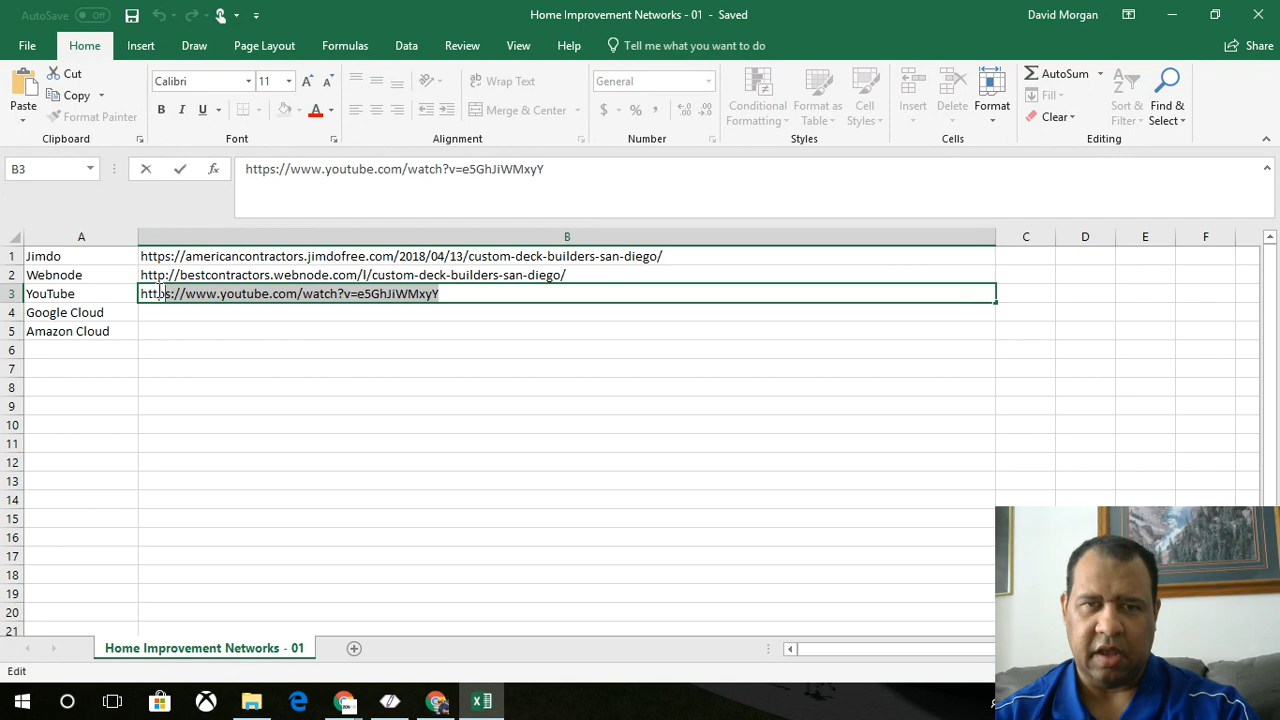 AutoSave Off Home Improvement Networks - 01 - Saved David Morgan
File Home Insert Draw Page Layout Formulas Data Review View Help Tell me what you want to do Share
Paste Cut Copy Format Painter
Clipboard
Calibri 11
B I U
Font
Wrap Text
Merge & Center
Alignment
General
$ % ,
Number
Conditional Formatting Format as Table Cell Styles
Styles
Insert Delete Format
Cells
AutoSum
Fill
Clear
Sort & Filter Find & Select
Editing
B3 fx https://www.youtube.com/watch?v=e5GhJiWMxyY
A B C D E F
1 Jimdo https://americancontractors.jimdofree.com/2018/04/13/custom-deck-builders-san-diego/
2 Webnode http://bestcontractors.webnode.com/l/custom-deck-builders-san-diego/
3 YouTube https://www.youtube.com/watch?v=e5GhJiWMxyY
4 Google Cloud
5 Amazon Cloud
6
7
8
9
10
11
12
13
14
15
16
17
18
19
20
21
Home Improvement Networks - 01
Edit